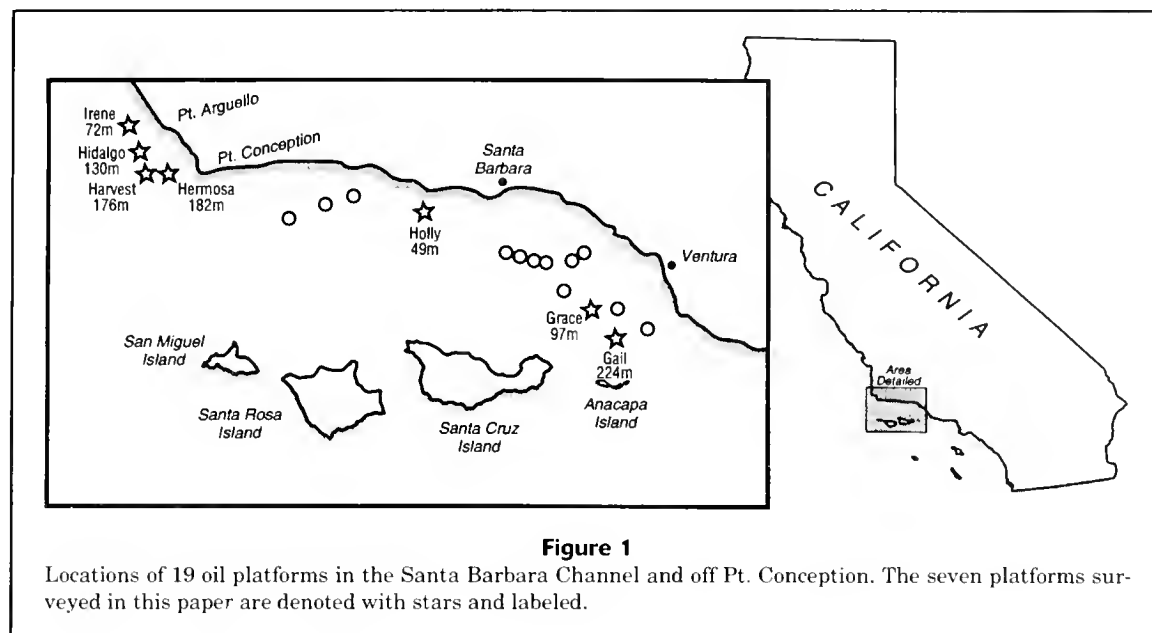 Irene
72m
Pt. Arguello
Hidalgo
130m
Harvest
176m
Hermosa
182m
Pt. Conception
Santa
Barbara
Holly
49m
Ventura
Grace
97m
Gail
224m
San Miguel
Island
Santa Rosa
Island
Santa Cruz
Island
Anacapa
Island
CALIFORNIA
Area
Detailed
Figure 1
Locations of 19 oil platforms in the Santa Barbara Channel and off Pt. Conception. The seven platforms sur-
veyed in this paper are denoted with stars and labeled.